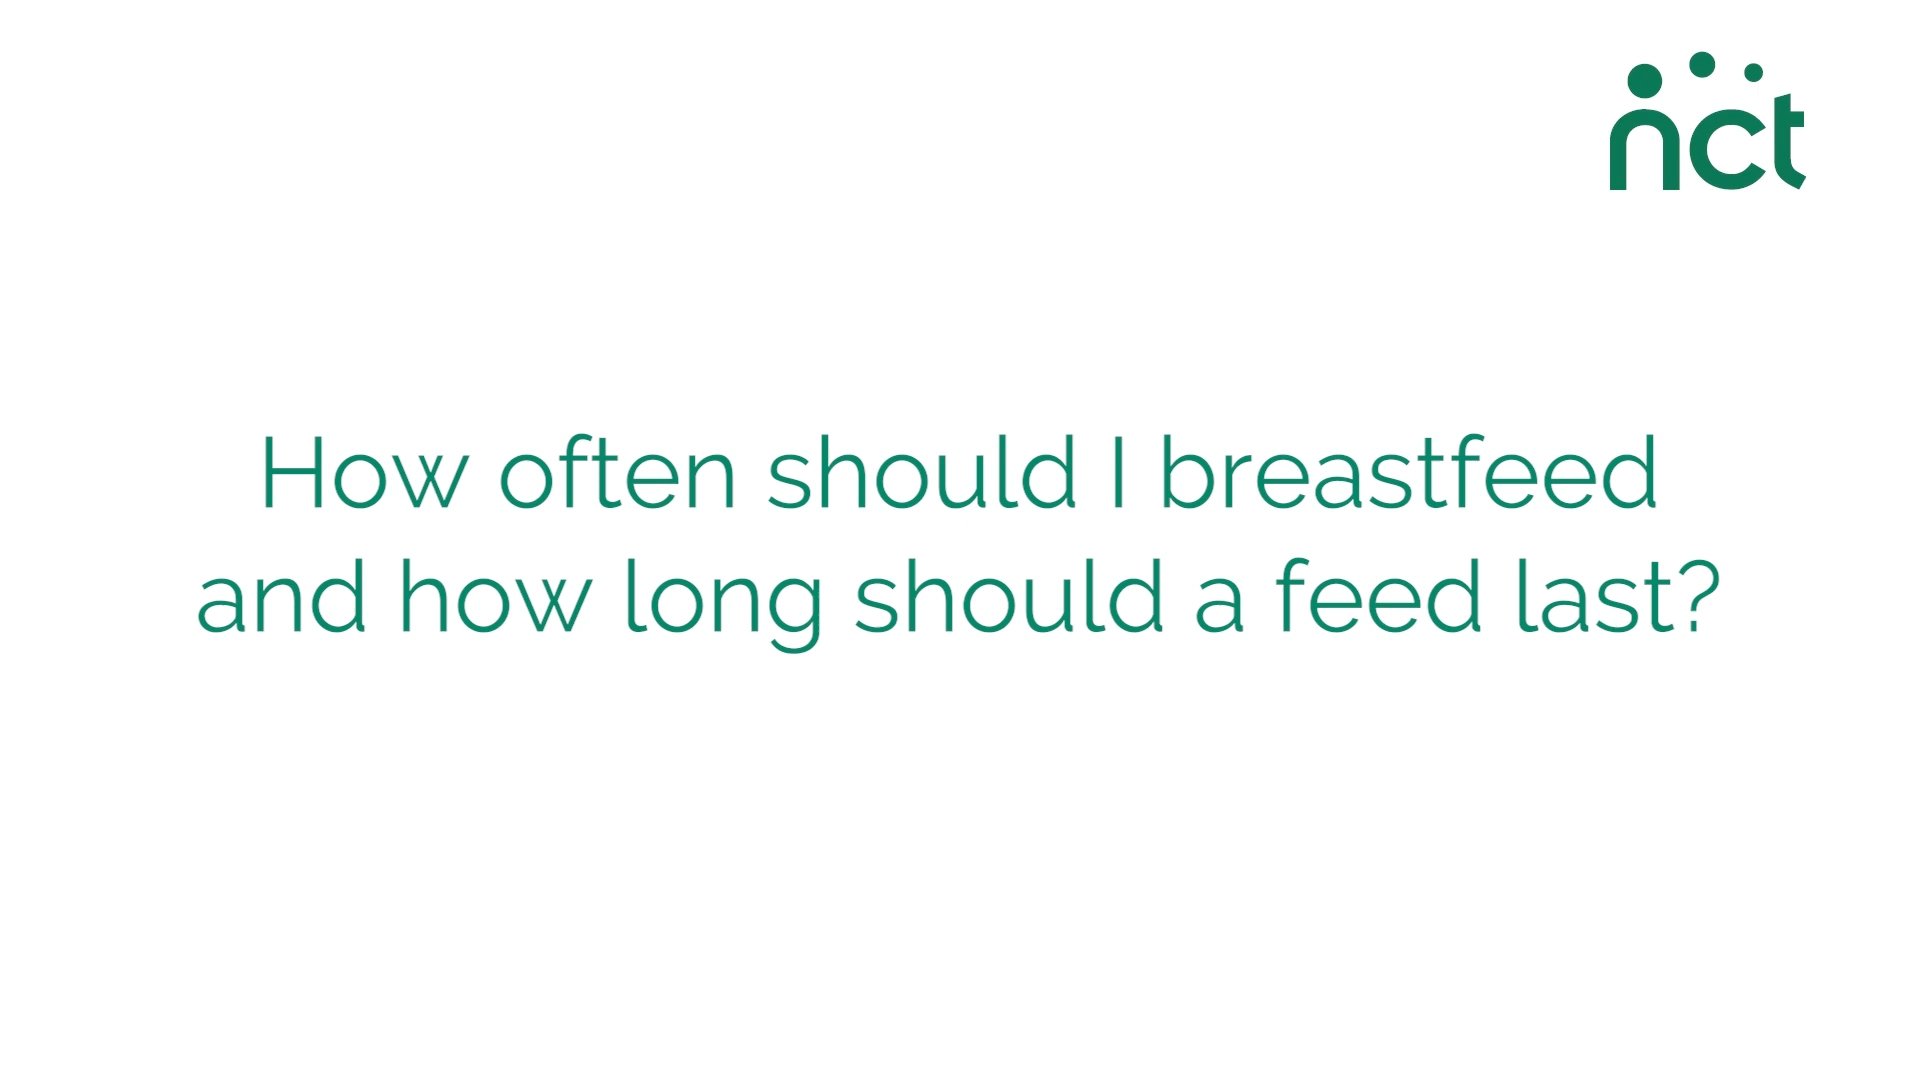 nct
How often should I breastfeed
and how long should a feed last?